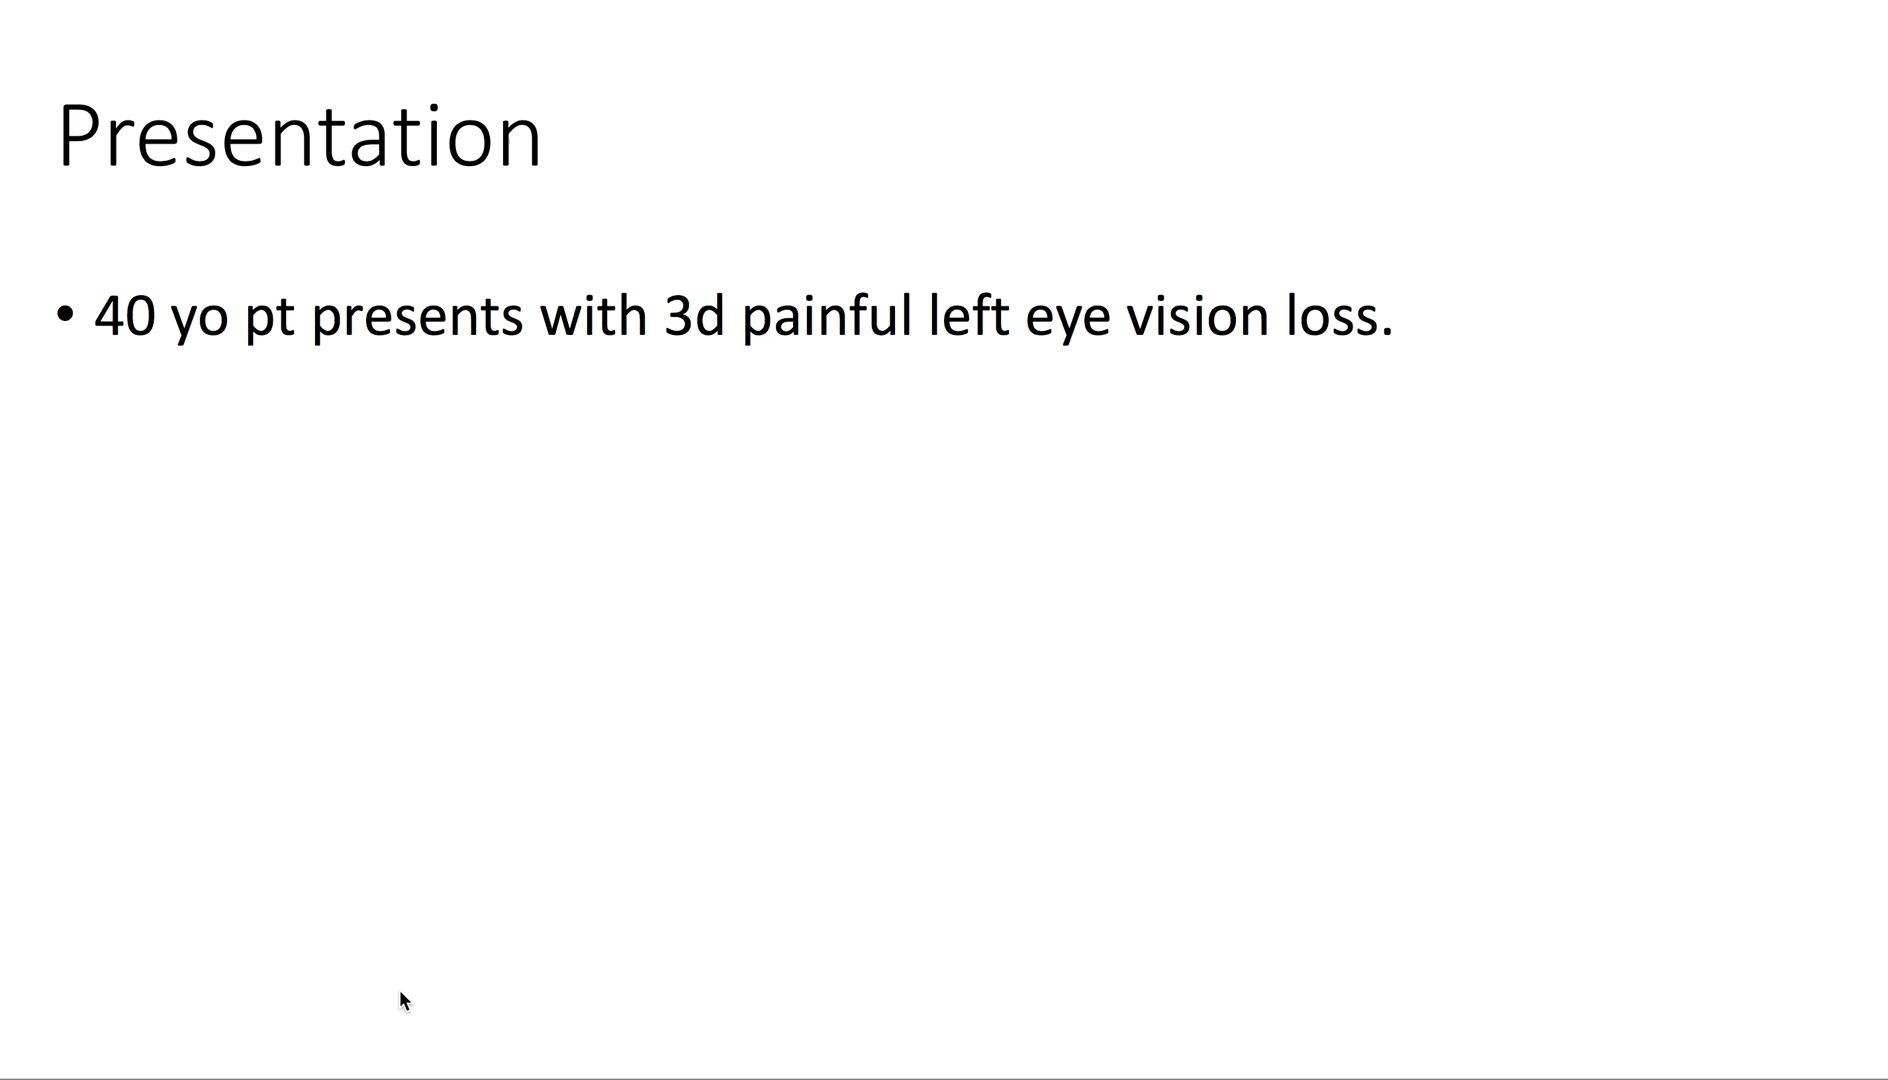 Presentation
• 40 yo pt presents with 3d painful left eye vision loss.